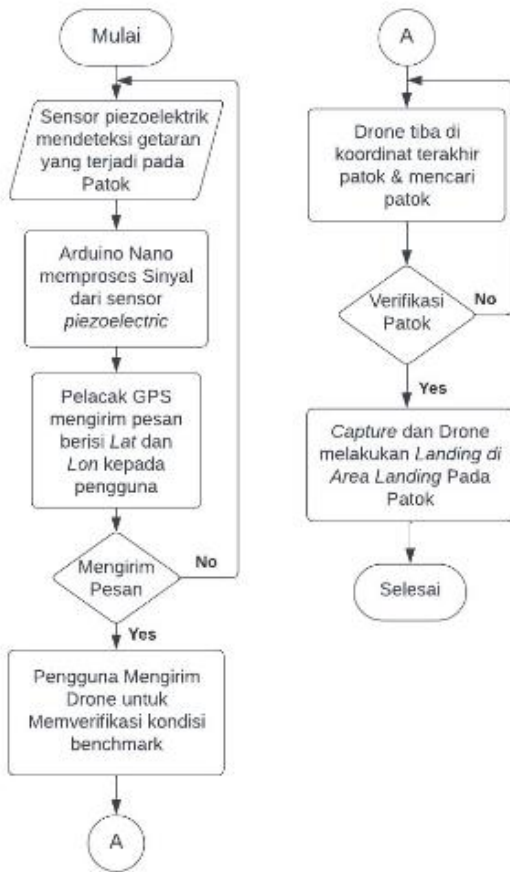 Mulai
Sensor piezoelektrik
mendeteksi getaran
yang terjadi pada
Patok
Arduino Nano
memproses Sinyal
dari sensor
piezoelectric
Pelacak GPS
mengirim pesan
berisi Lat dan
Lon kepada
pengguna
Mengirim
Pesan
No
Yes
Pengguna Mengirim
Drone untuk
Memverifikasi kondisi
benchmark
A
A
Drone tiba di
koordinat terakhir
patok & mencari
patok
Verifikasi
Patok
No
Yes
Capture dan Drone
melakukan Landing di
Area Landing Pada
Patok
Selesai